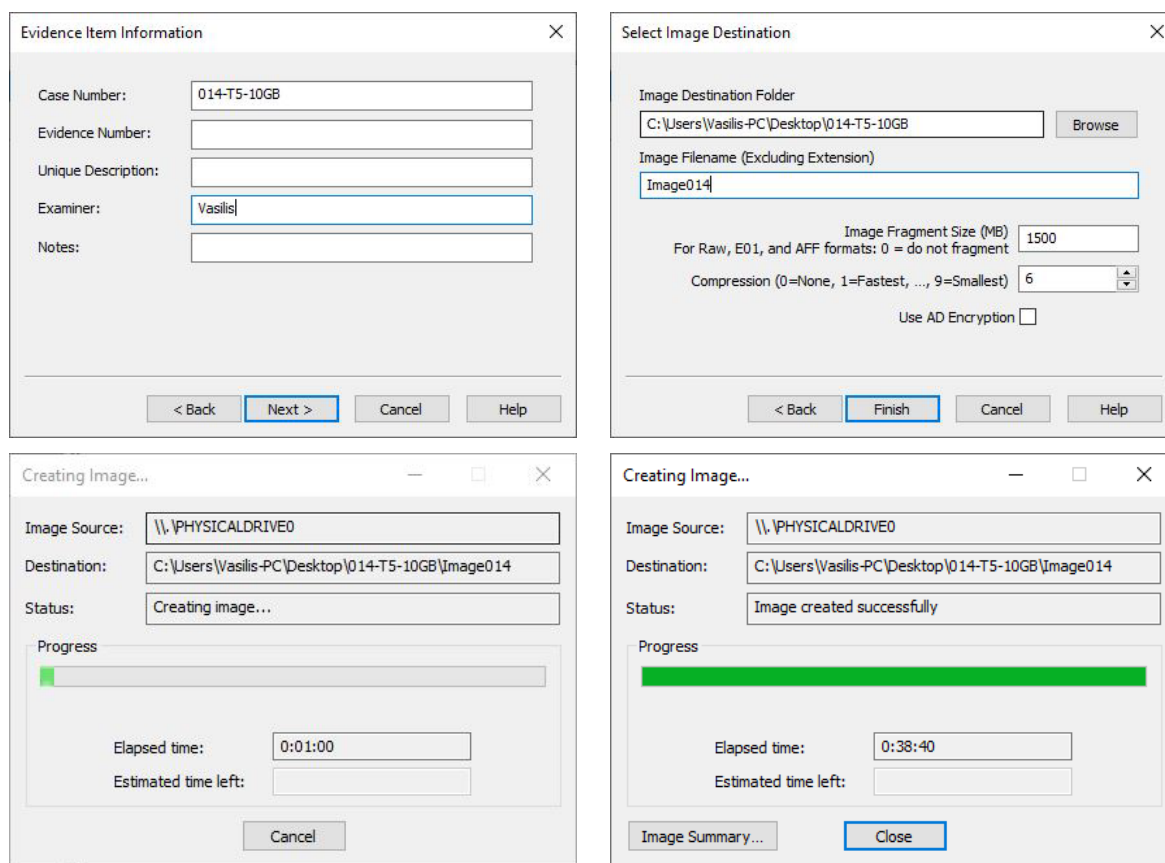 Evidence Item Information
Case Number: 014-T5-10GB
Evidence Number:
Unique Description:
Examiner: Vasilis
Notes:
< Back Next > Cancel Help
Select Image Destination
Image Destination Folder
C:\Users\Vasilis-PC\Desktop\014-T5-10GB Browse
Image Filename (Excluding Extension)
Image014
Image Fragment Size (MB) 1500
For Raw, E01, and AFF formats: 0 = do not fragment
Compression (0=None, 1=Fastest, ..., 9=Smallest) 6
Use AD Encryption
< Back Finish Cancel Help
Creating Image...
Image Source: \\.\PHYSICALDRIVE0
Destination: C:\Users\Vasilis-PC\Desktop\014-T5-10GB\Image014
Status: Creating image...
Progress
Elapsed time: 0:01:00
Estimated time left:
Cancel
Creating Image...
Image Source: \\.\PHYSICALDRIVE0
Destination: C:\Users\Vasilis-PC\Desktop\014-T5-10GB\Image014
Status: Image created successfully
Progress
Elapsed time: 0:38:40
Estimated time left:
Image Summary... Close